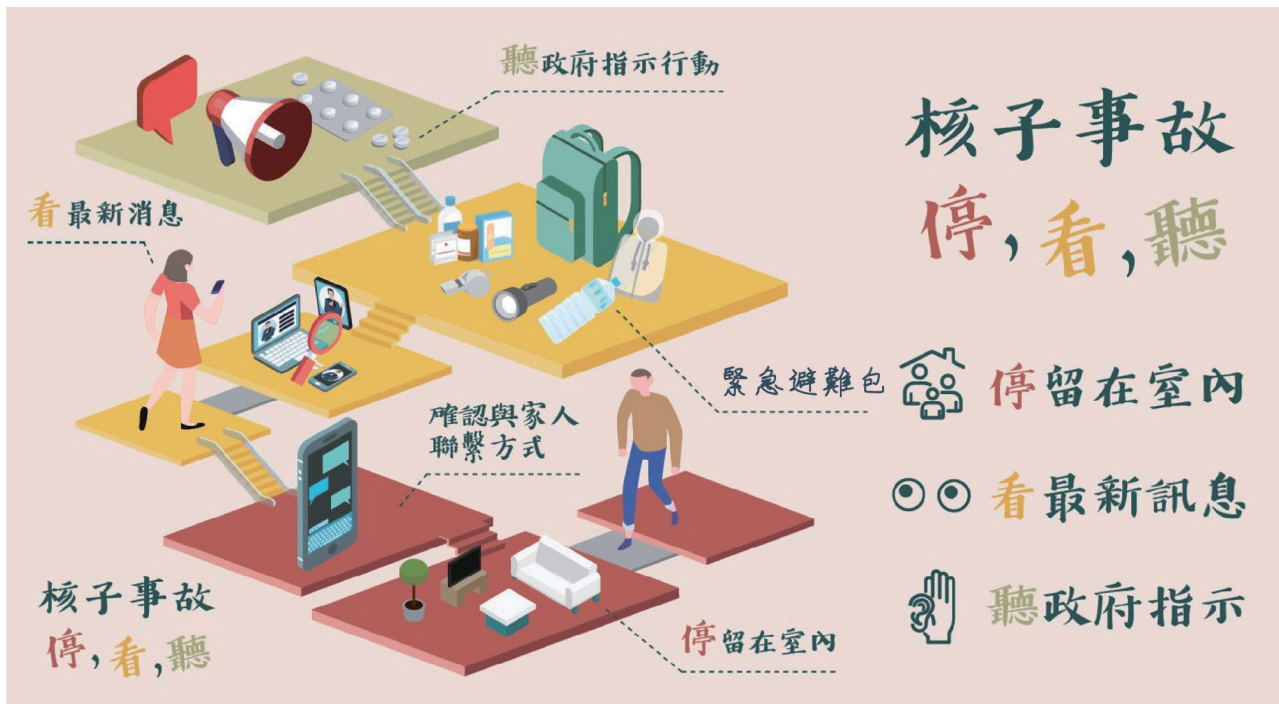 聽政府指示行動
看最新消息
緊急避難包
確認與家人
聯繫方式
停留在室內
核子事故
停,看,聽
核子事故
停,看,聽
停留在室內
看最新訊息
聽政府指示